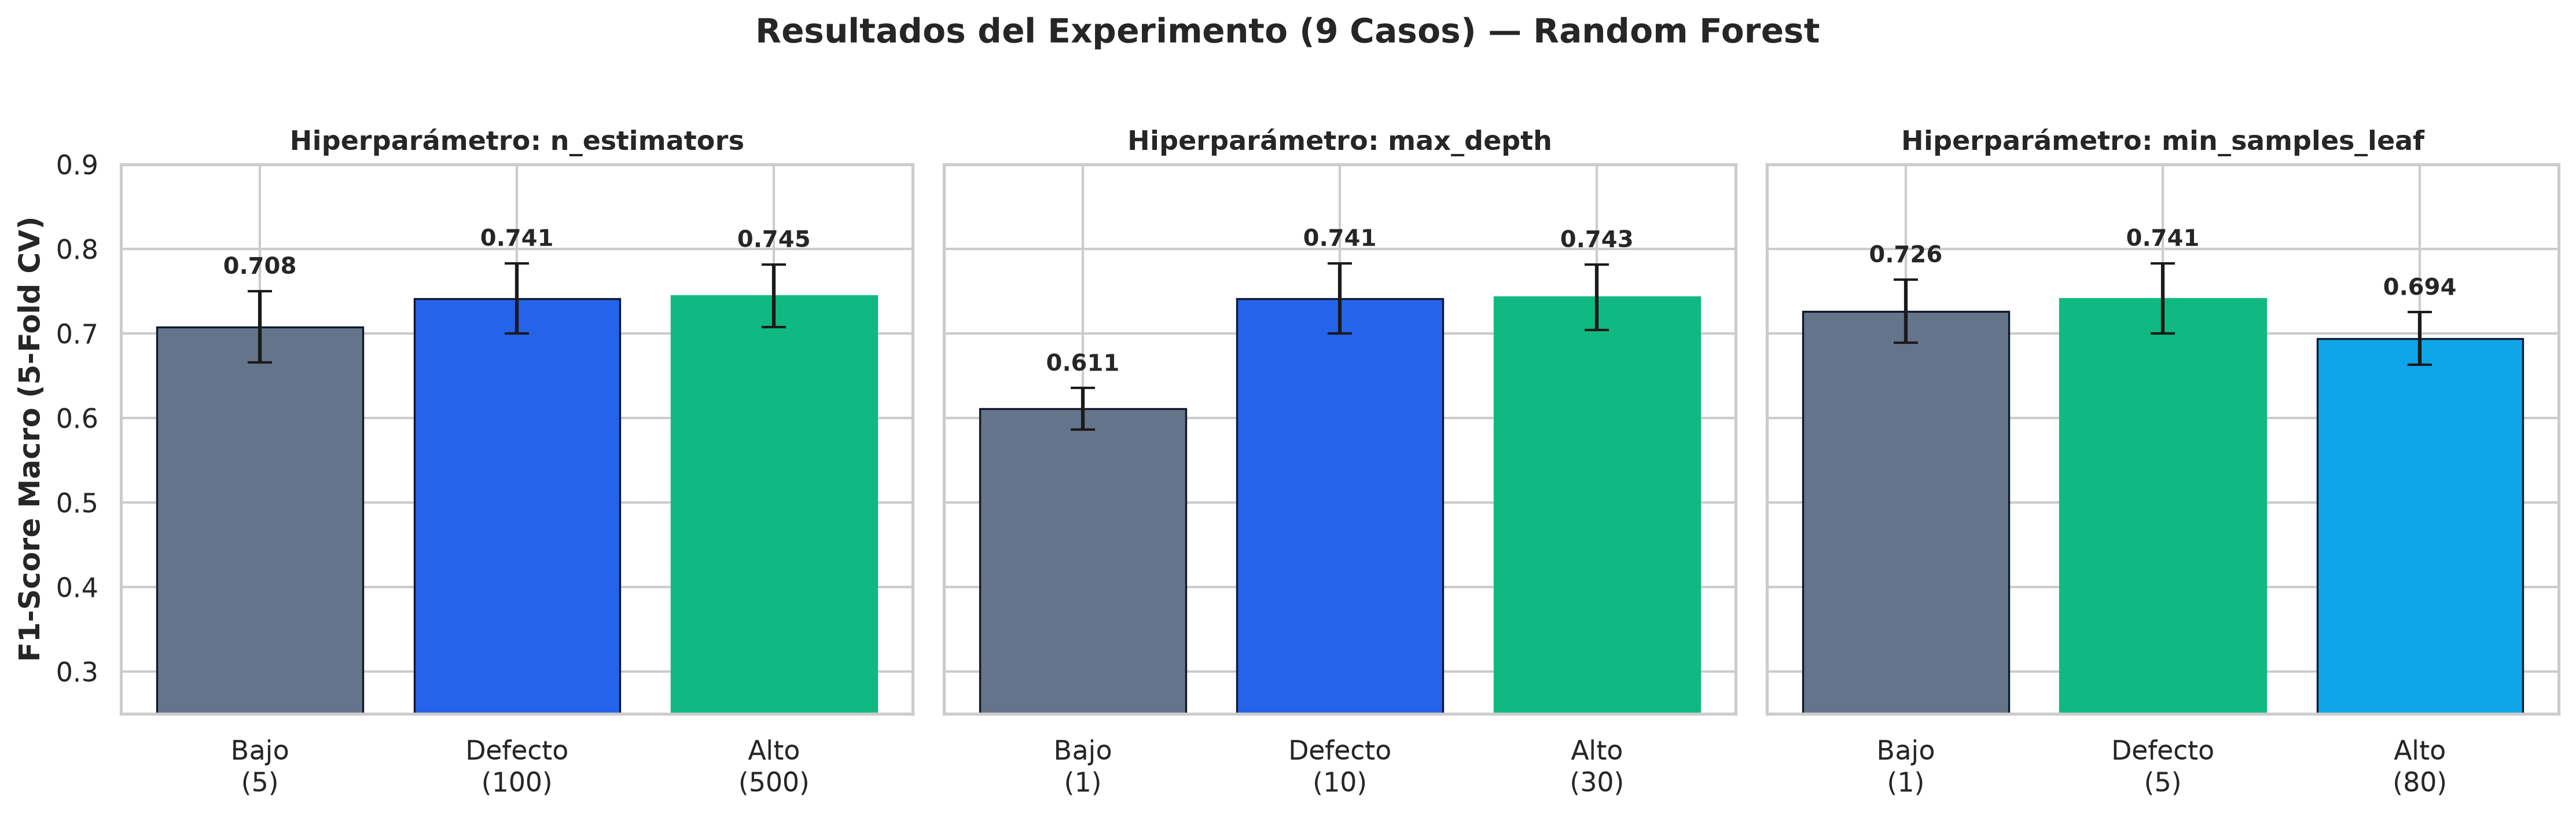 Resultados del Experimento (9 Casos) — Random Forest
Hiperparámetro: n_estimators
Hiperparámetro: max_depth
Hiperparámetro: min_samples_leaf
F1-Score Macro (5-Fold CV)
0.9
0.8
0.7
0.6
0.5
0.4
0.3
0.708
0.741
0.745
0.611
0.741
0.743
0.726
0.741
0.694
Bajo
(5)
Defecto
(100)
Alto
(500)
Bajo
(1)
Defecto
(10)
Alto
(30)
Bajo
(1)
Defecto
(5)
Alto
(80)